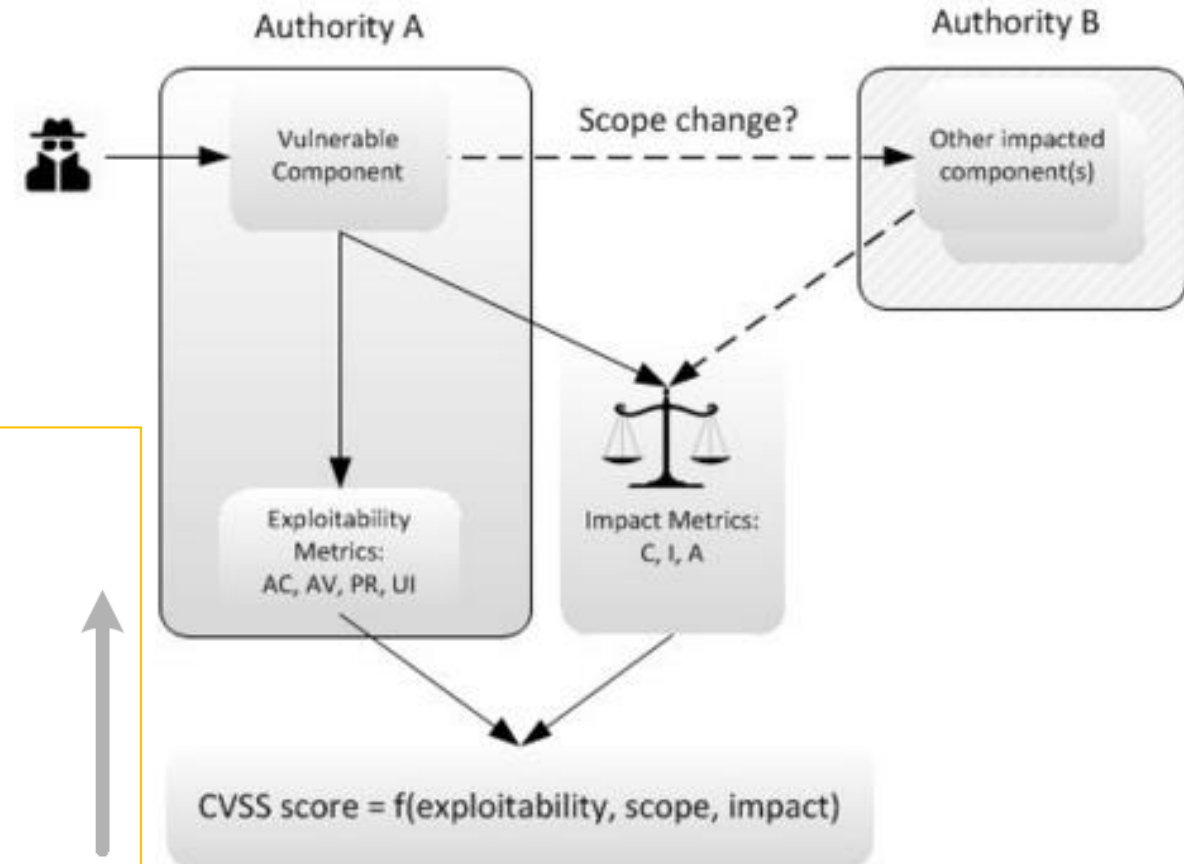 Authority A
Authority B
Vulnerable
Component
Scope change?
Other impacted
component(s)
Exploitability
Metrics:
AC, AV, PR, UI
Impact Metrics:
C, I, A
CVSS score = f(exploitability, scope, impact)